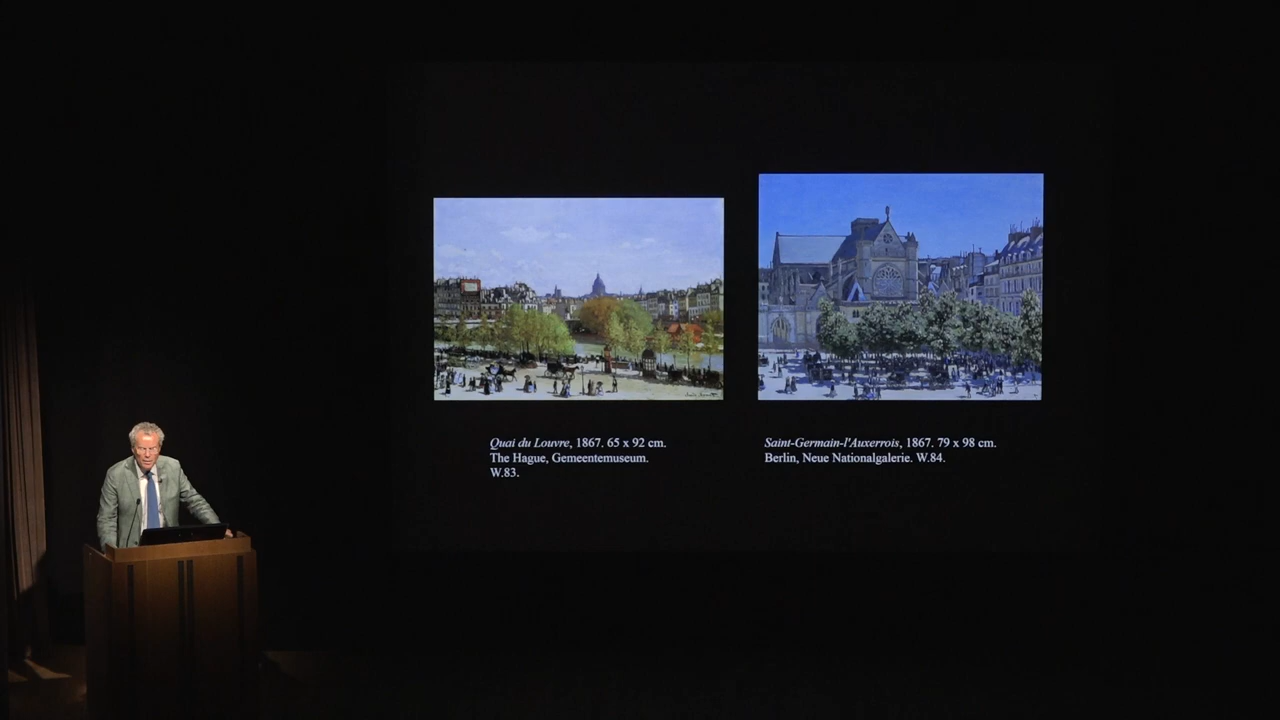 Quai du Louvre, 1867. 65 x 92 cm.
The Hague, Gemeentemuseum.
W.83.
Saint-Germain-l'Auxerrois, 1867. 79 x 98 cm.
Berlin, Neue Nationalgalerie. W.84.